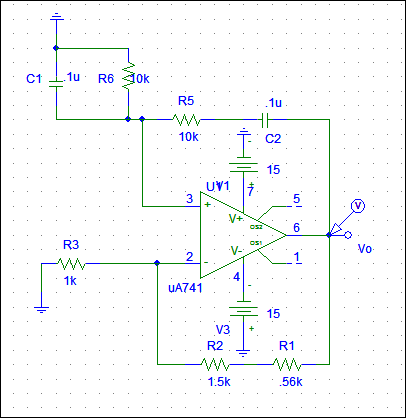 C1 .1u R6 10k
R5
10k
.1u
C2
-
15
+
U1 V1
7
3 + 5
V+ OS2
6
V
Vo
R3
1k
2 - V- OS1 1
uA741
4 -
15
V3 +
R2 R1
1.5k .56k